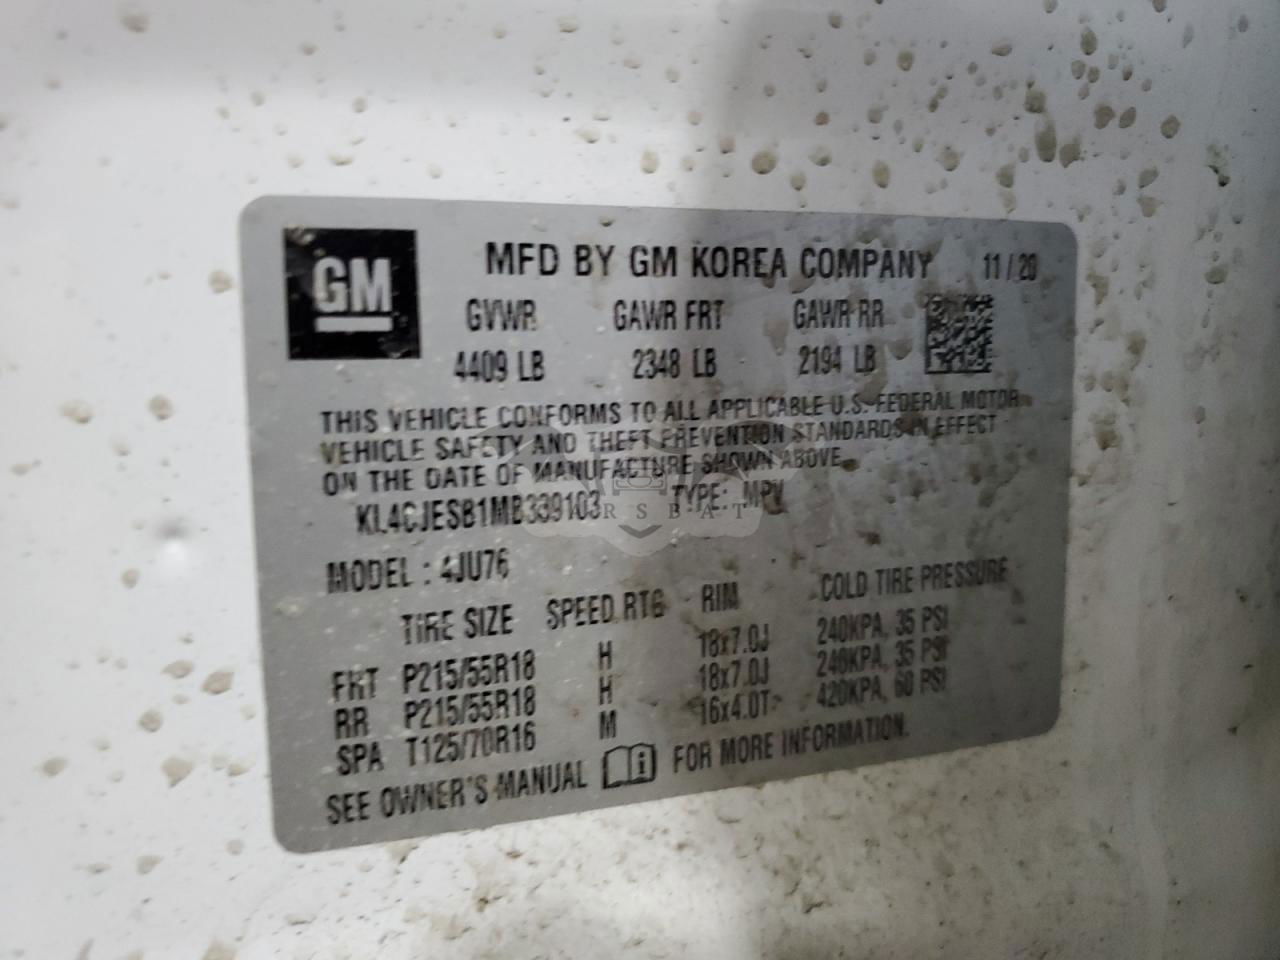 GM
MFD BY GM KOREA COMPANY 11/20
GVWR GAWR FRT GAWR RR
4409 LB 2348 LB 2194 LB
THIS VEHICLE CONFORMS TO ALL APPLICABLE U.S. FEDERAL MOTOR
VEHICLE SAFETY AND THEFT PREVENTION STANDARDS IN EFFECT
ON THE DATE OF MANUFACTURE SHOWN ABOVE.
KL4CJESB1MB339103 TYPE: MPV
MODEL : 4JU76
TIRE SIZE SPEED RTG RIM COLD TIRE PRESSURE
FRT P215/55R18 H 18x7.0J 240KPA, 35 PSI
RR P215/55R18 H 18x7.0J 240KPA, 35 PSI
SPA T125/70R16 M 16x4.0T 420KPA, 60 PSI
SEE OWNER'S MANUAL FOR MORE INFORMATION.